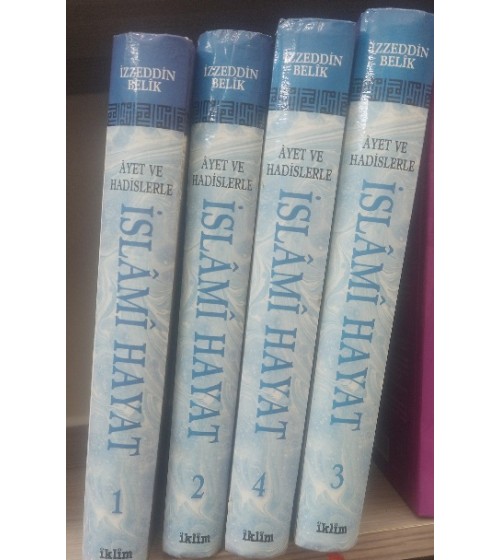 İZZEDDİN
BELİK
ÂYET VE
HADİSLERLE
İSLÂMÎ HAYAT
1
iklim
İZZEDDİN
BELİK
ÂYET VE
HADİSLERLE
İSLÂMÎ HAYAT
2
iklim
İZZEDDİN
BELİK
ÂYET VE
HADİSLERLE
İSLÂMÎ HAYAT
4
iklim
İZZEDDİN
BELİK
ÂYET VE
HADİSLERLE
İSLÂMÎ HAYAT
3
iklim